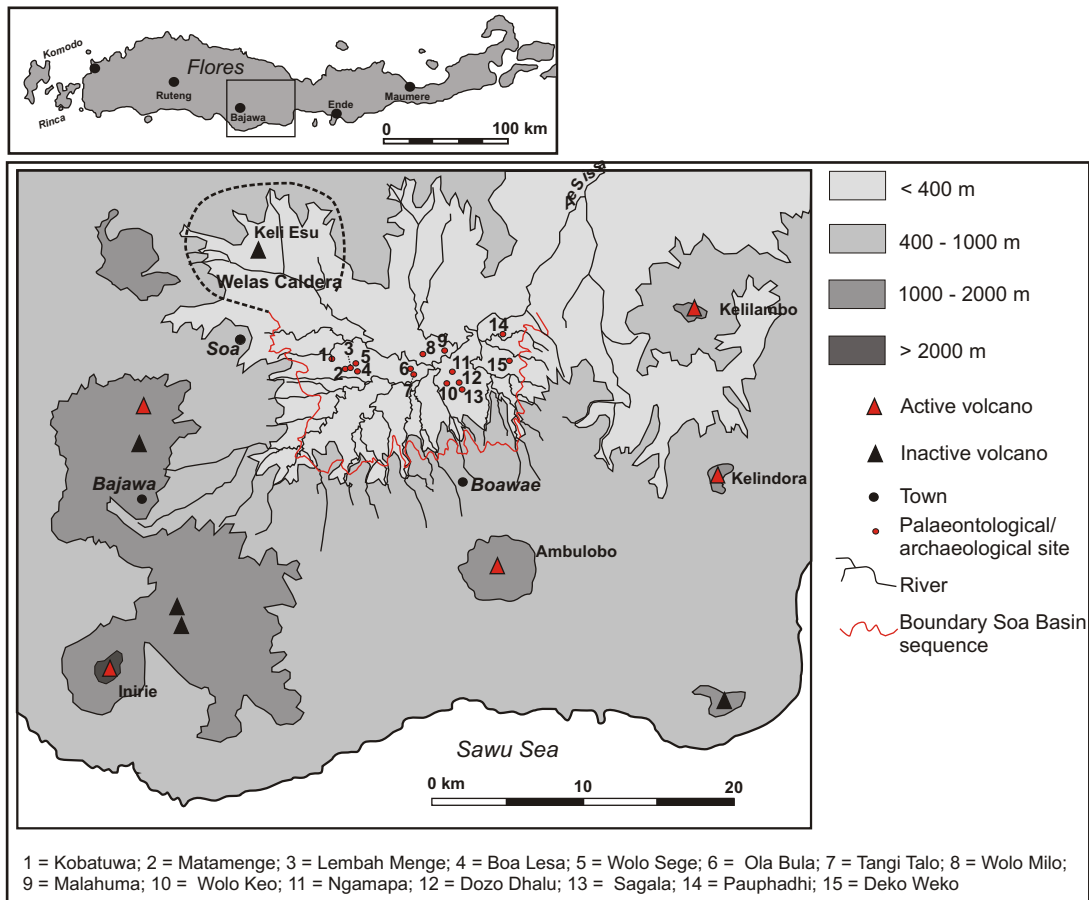 Komodo
Flores
Ruteng
Rinca
Bajawa
Ende
Maumere
0 100 km
Ae Sissa
< 400 m
400 - 1000 m
1000 - 2000 m
> 2000 m
Active volcano
Inactive volcano
Town
Palaeontological/
archaeological site
River
Boundary Soa Basin
sequence
Keli Esu
Welas Caldera
Kelilambo
Soa
1
2
3
4
5
6
7
8
9
10
11
12
13
14
15
Bajawa
Boawae
Kelindora
Ambulobo
Inirie
Sawu Sea
0 km 10 20
1 = Kobatuwa; 2 = Matamenge; 3 = Lembah Menge; 4 = Boa Lesa; 5 = Wolo Sege; 6 = Ola Bula; 7 = Tangi Talo; 8 = Wolo Milo;
9 = Malahuma; 10 = Wolo Keo; 11 = Ngamapa; 12 = Dozo Dhalu; 13 = Sagala; 14 = Pauphadhi; 15 = Deko Weko